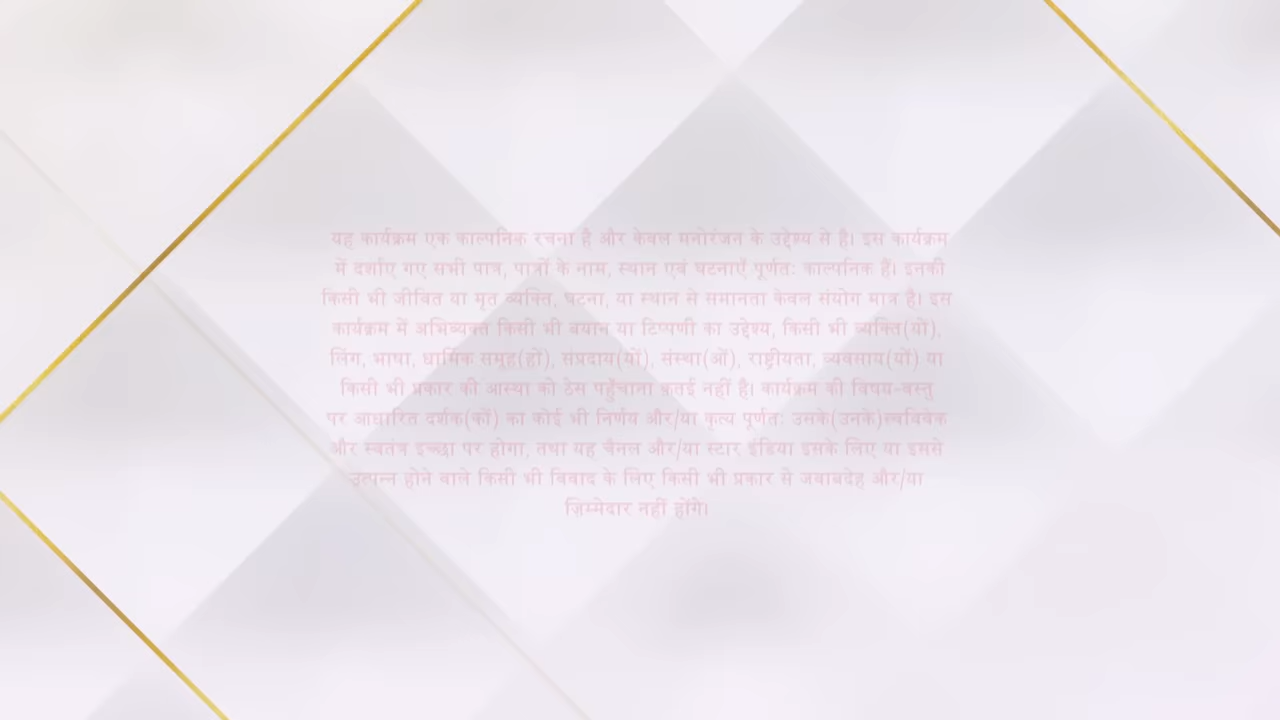 यह कार्यक्रम एक काल्पनिक रचना है और केवल मनोरंजन के उद्देश्य से है। इस कार्यक्रम
में दर्शाए गए सभी पात्र, पात्रों के नाम, स्थान एवं घटनाएँ पूर्णतः काल्पनिक हैं। इनकी
किसी भी जीवित या मृत व्यक्ति, घटना, या स्थान से समानता केवल संयोग मात्र है। इस
कार्यक्रम में अभिव्यक्त किसी भी बयान या टिप्पणी का उद्देश्य, किसी भी व्यक्ति(यों),
लिंग, भाषा, धार्मिक समूह(हों), संप्रदाय(यों), संस्था(ओं), राष्ट्रीयता, व्यवसाय(यों) या
किसी भी प्रकार की आस्था को ठेस पहुँचाना क़तई नहीं है। कार्यक्रम की विषय-वस्तु
पर आधारित दर्शक(कों) का कोई भी निर्णय और/या कृत्य पूर्णतः उसके(उनके)स्वविवेक
और स्वतंत्र इच्छा पर होगा, तथा यह चैनल और/या स्टार इंडिया इसके लिए या इससे
उत्पन्न होने वाले किसी भी विवाद के लिए किसी भी प्रकार से जवाबदेह और/या
ज़िम्मेदार नहीं होंगे।